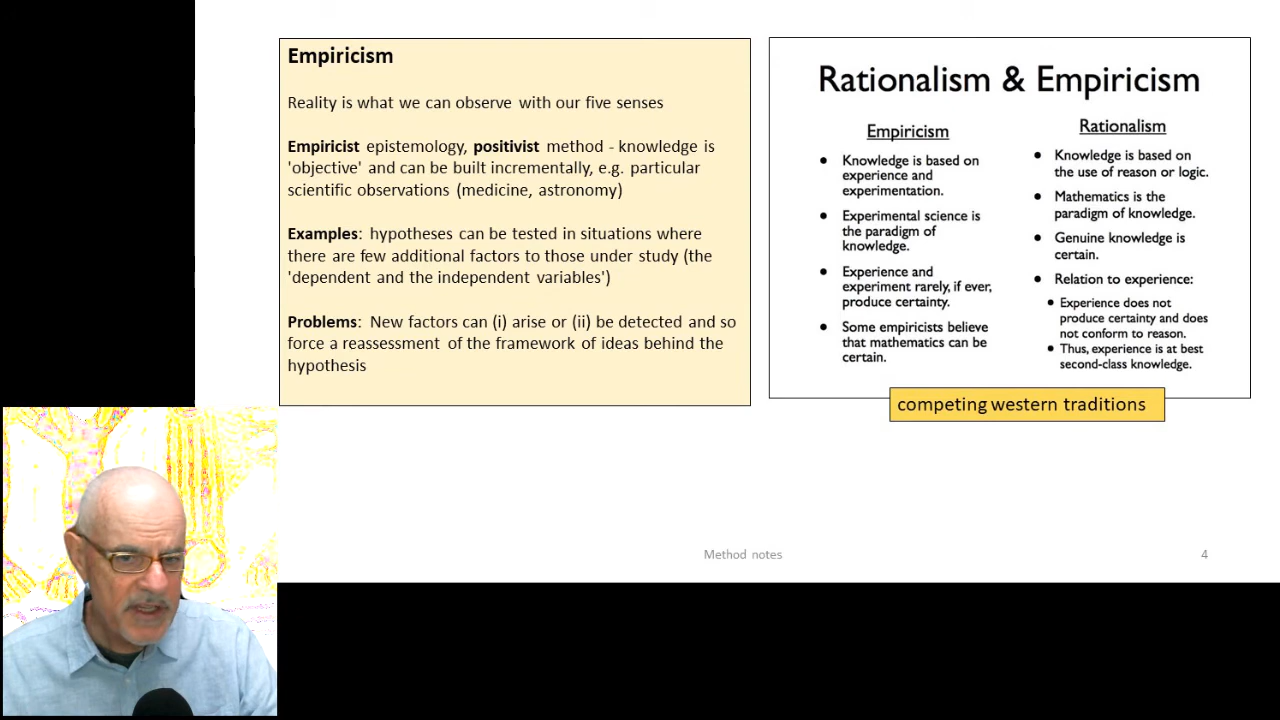 Empiricism
Reality is what we can observe with our five senses
Empiricist epistemology, positivist method - knowledge is
'objective' and can be built incrementally, e.g. particular
scientific observations (medicine, astronomy)
Examples: hypotheses can be tested in situations where
there are few additional factors to those under study (the
'dependent and the independent variables')
Problems: New factors can (i) arise or (ii) be detected and so
force a reassessment of the framework of ideas behind the
hypothesis
Rationalism & Empiricism
Empiricism
• Knowledge is based on
experience and
experimentation.
• Experimental science is
the paradigm of
knowledge.
• Experience and
experiment rarely, if ever,
produce certainty.
• Some empiricists believe
that mathematics can be
certain.
Rationalism
• Knowledge is based on
the use of reason or logic.
• Mathematics is the
paradigm of knowledge.
• Genuine knowledge is
certain.
• Relation to experience:
• Experience does not
produce certainty and does
not conform to reason.
• Thus, experience is at best
second-class knowledge.
competing western traditions
Method notes
4